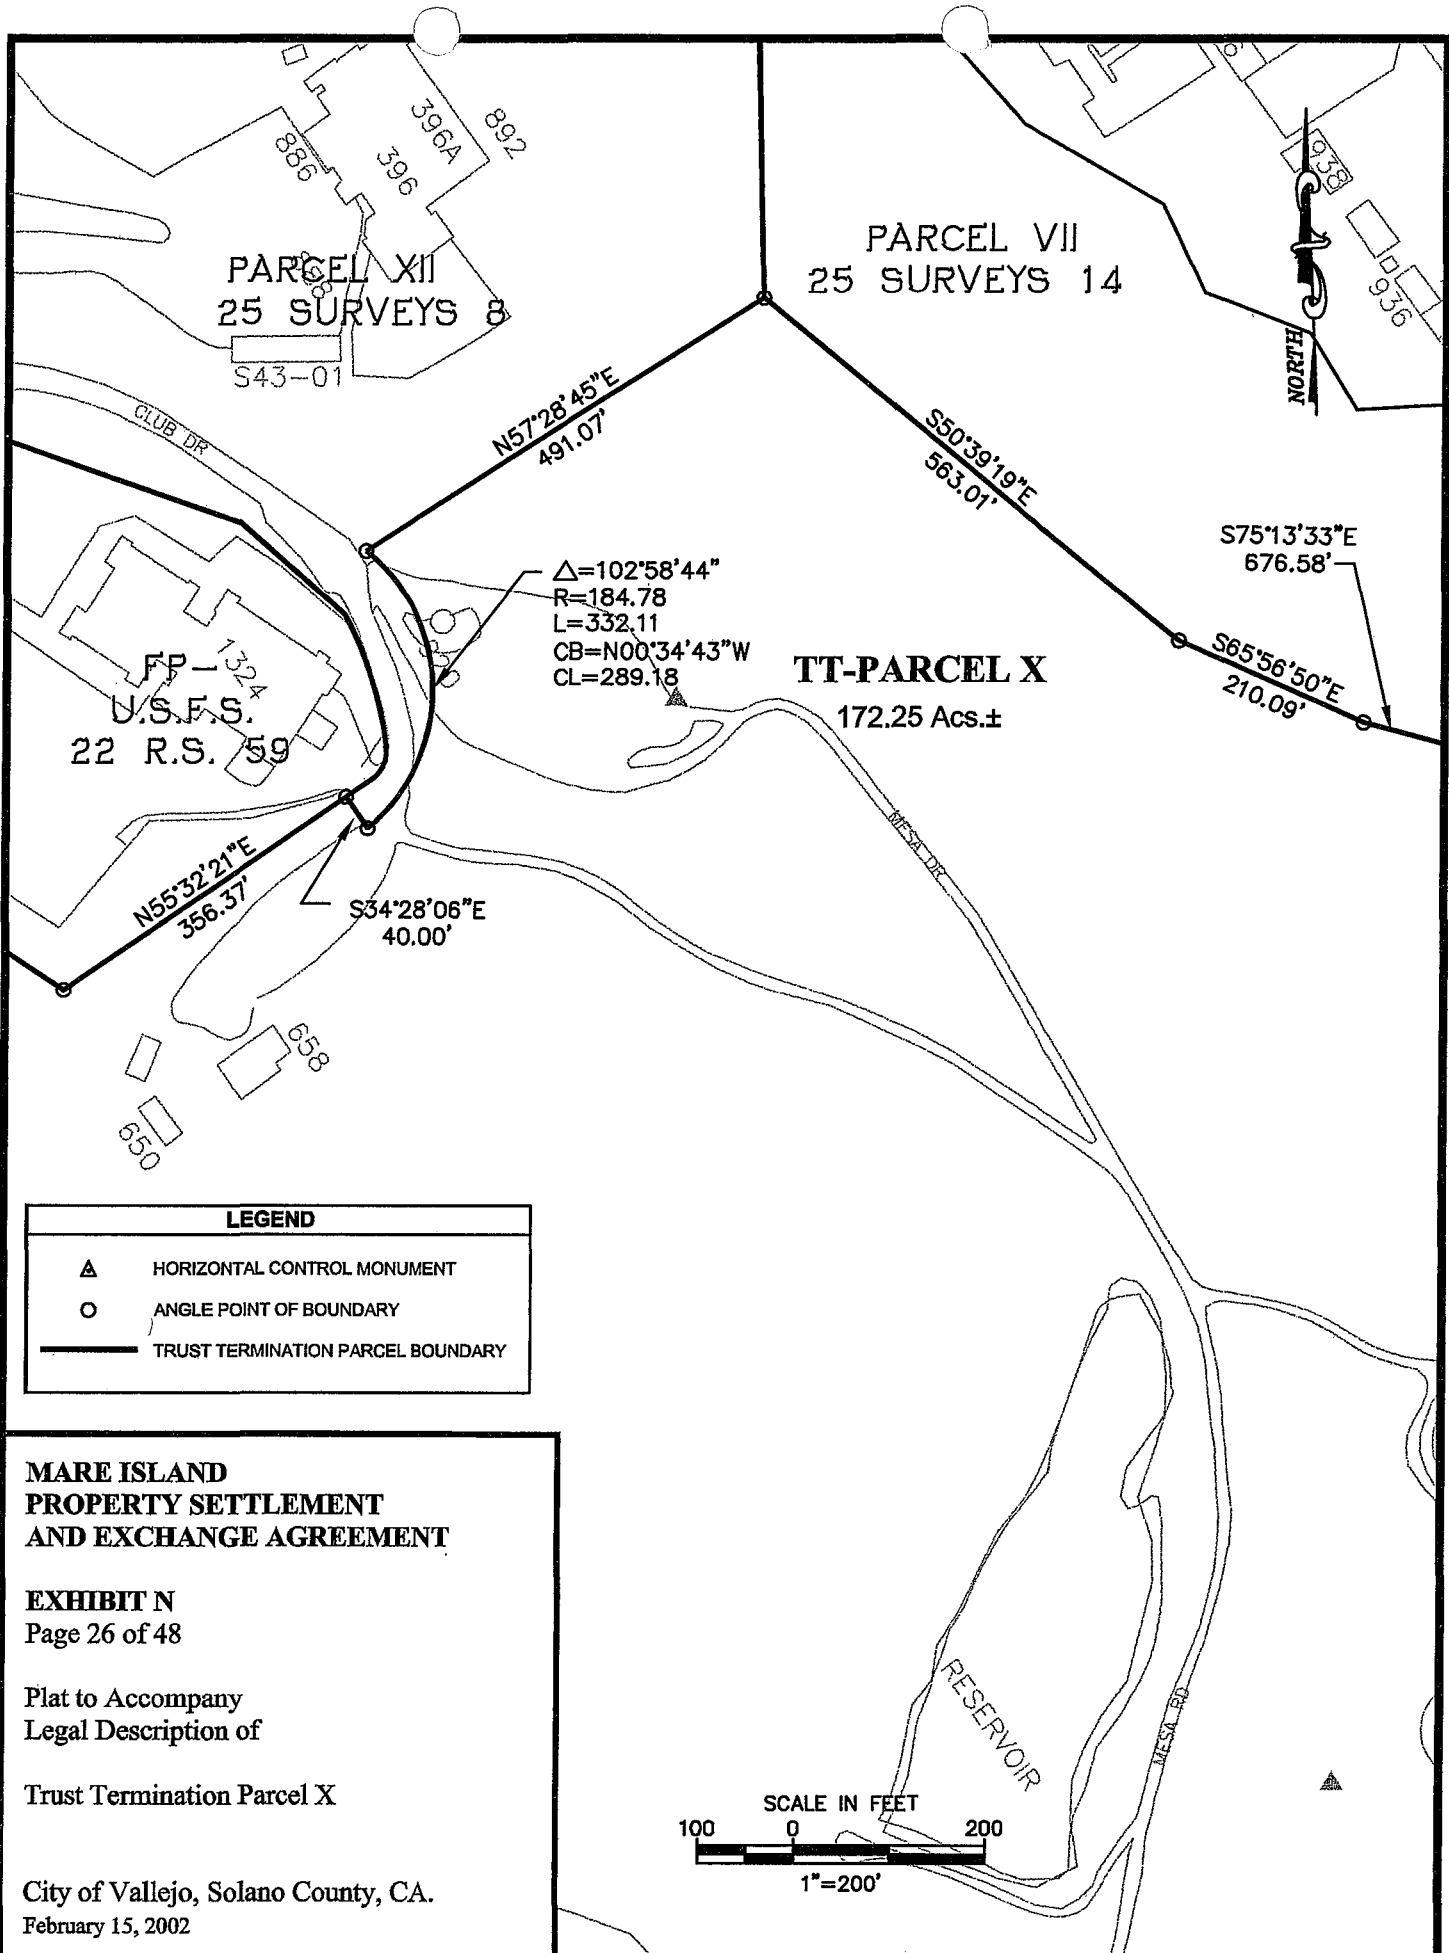 892
396A
396
886
938
936
PARCEL VII
25 SURVEYS 14
PARCEL XII
25 SURVEYS 8
S43-01
NORTH
CLUB DR
N57°28'45"E
491.07'
S50°39'19"E
563.01'
S75°13'33"E
676.58'
△=102°58'44"
R=184.78
L=332.11
CB=N00°34'43"W
CL=289.18
S65°56'50"E
210.09'
TT-PARCEL X
172.25 Acs.±
1324
FP-
U.S.F.S.
22 R.S. 59
MESA DR
N55°32'21"E
356.37'
S34°28'06"E
40.00'
658
650
LEGEND
HORIZONTAL CONTROL MONUMENT
ANGLE POINT OF BOUNDARY
TRUST TERMINATION PARCEL BOUNDARY
MARE ISLAND
PROPERTY SETTLEMENT
AND EXCHANGE AGREEMENT
EXHIBIT N
Page 26 of 48
Plat to Accompany
Legal Description of
Trust Termination Parcel X
City of Vallejo, Solano County, CA.
February 15, 2002
RESERVOIR
MESA RD
SCALE IN FEET
100 0 200
1"=200'